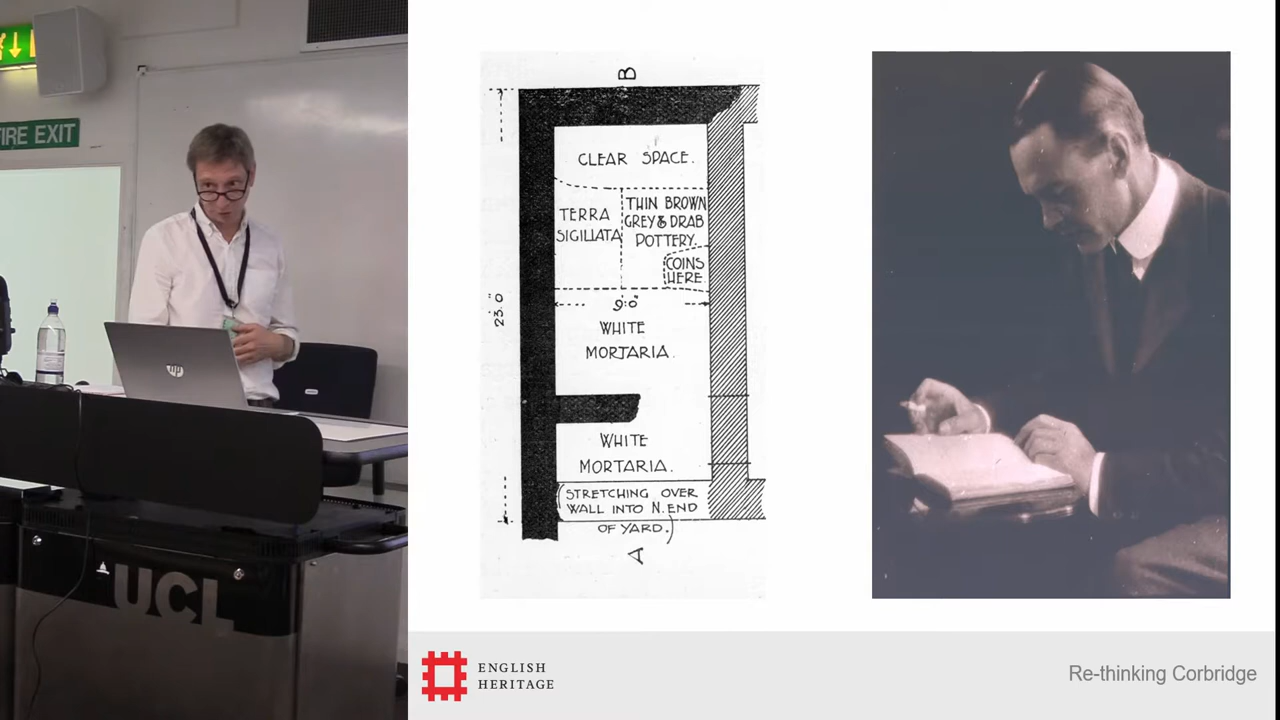 FIRE EXIT
hp
UCL
B
CLEAR SPACE.
TERRA
SIGILLATA
THIN BROWN
GREY & DRAB
POTTERY.
COINS
HERE
23.0"
9.0"
WHITE
MORTARIA.
WHITE
MORTARIA.
(STRETCHING OVER
WALL INTO N. END
OF YARD.)
A
ENGLISH
HERITAGE
Re-thinking Corbridge